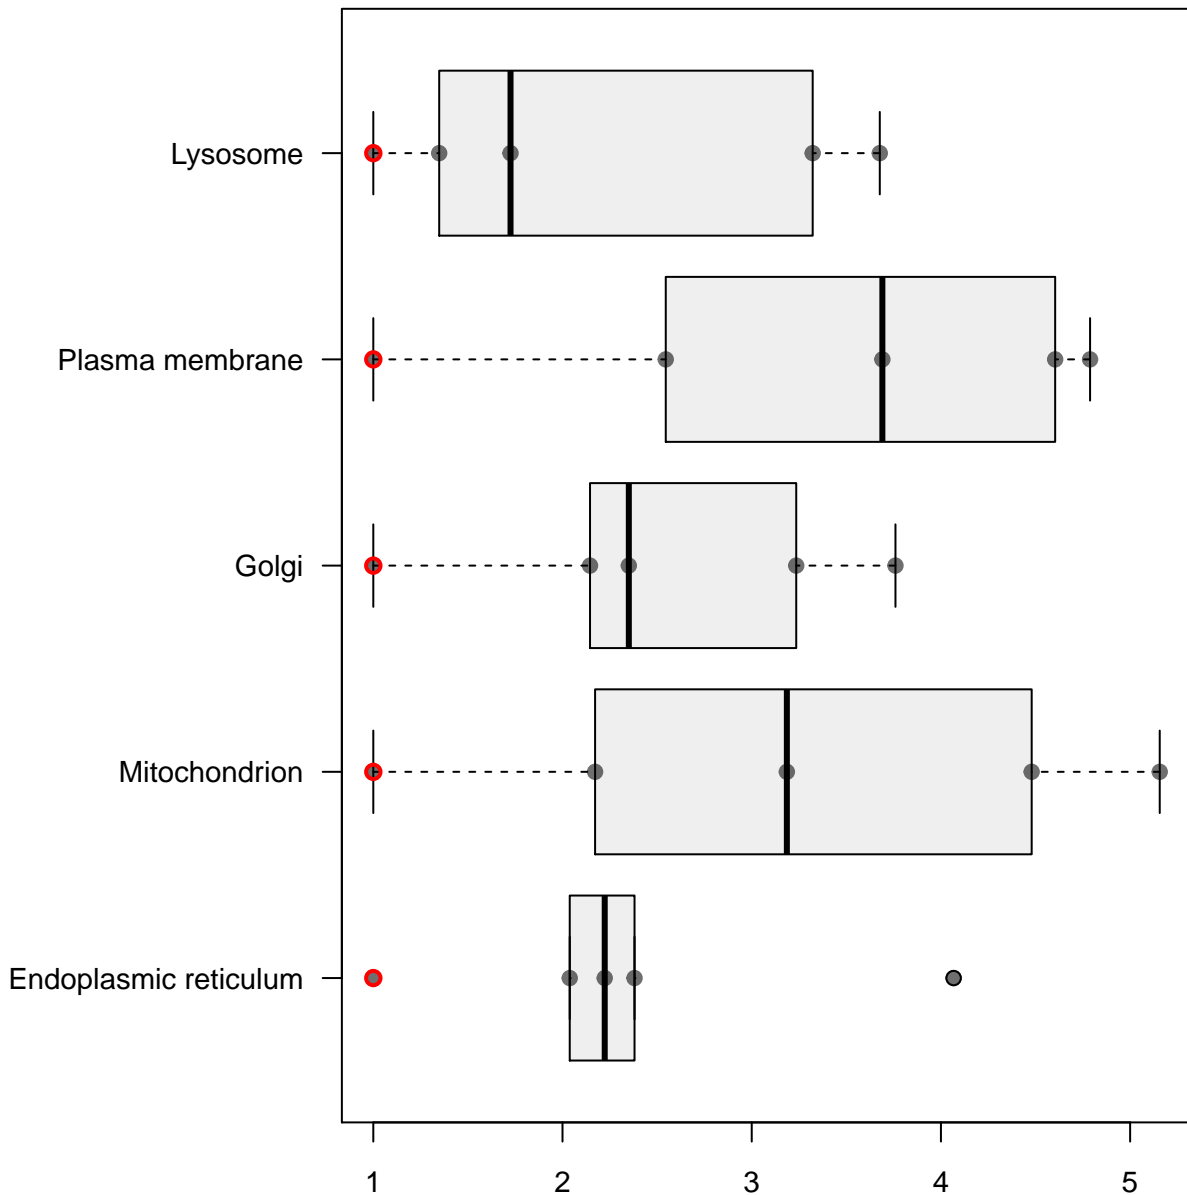 Lysosome
Plasma membrane
Golgi
Mitochondrion
Endoplasmic reticulum
1 2 3 4 5